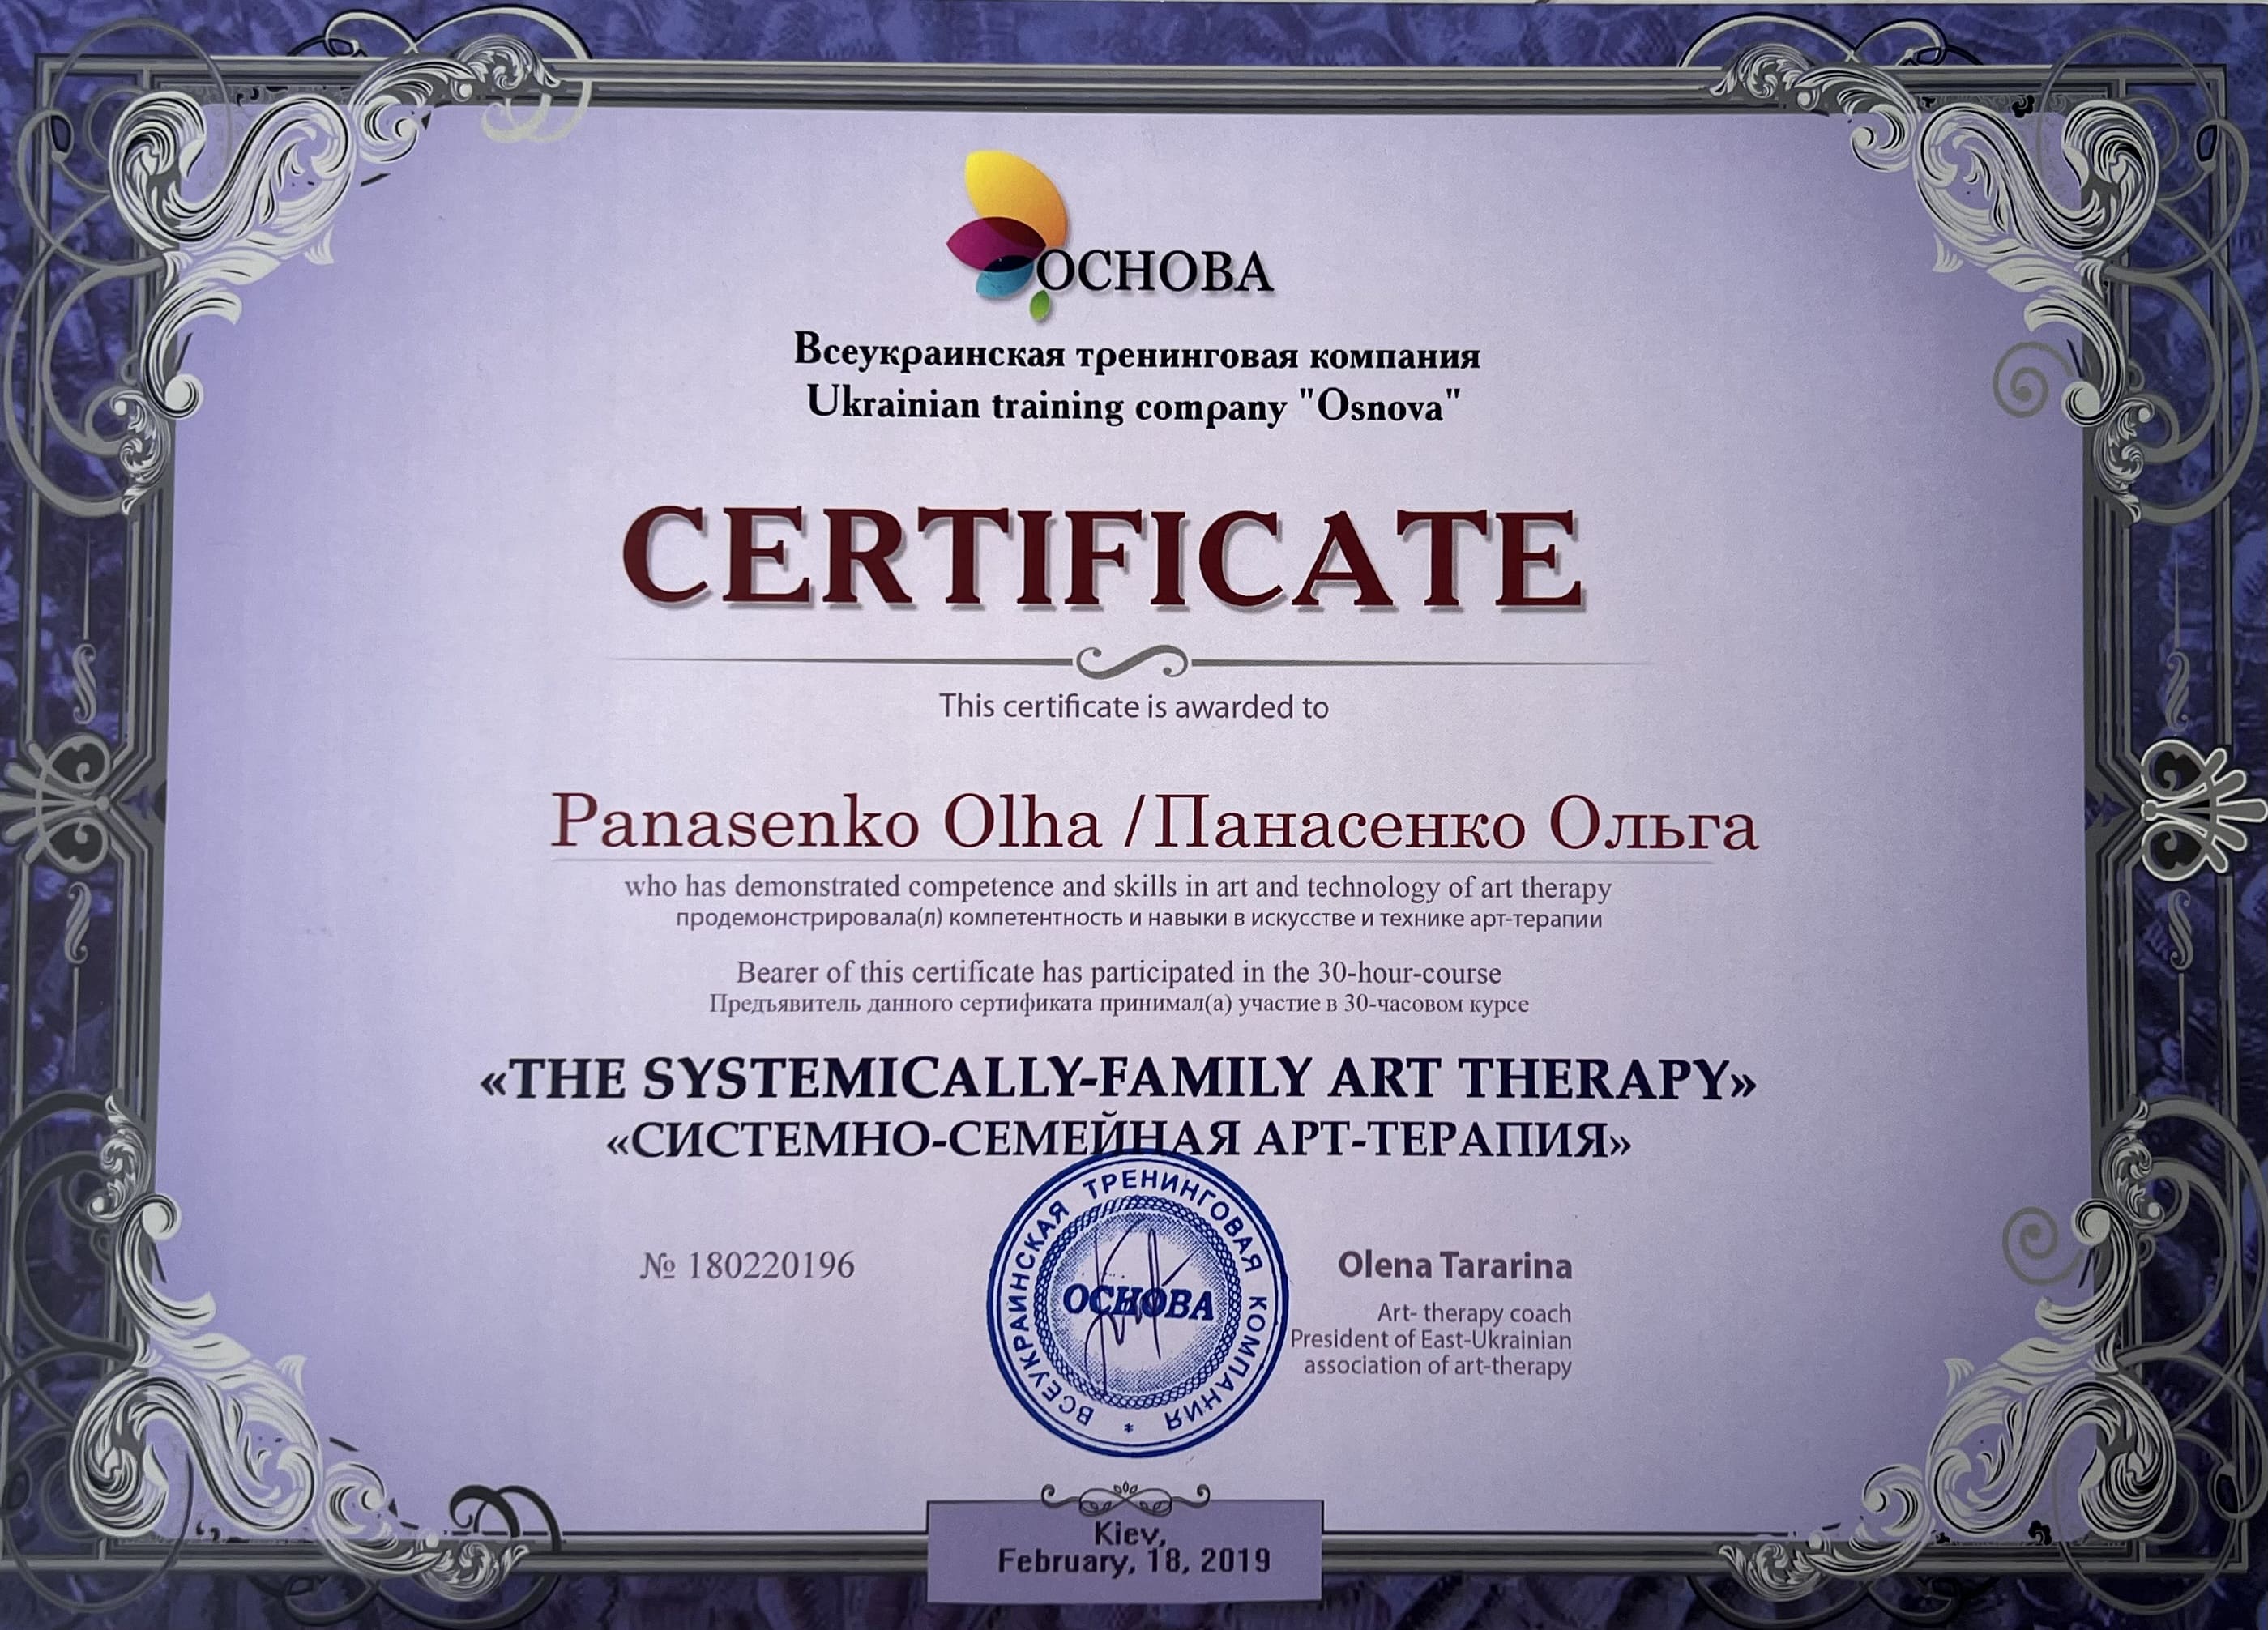 ОСНОВА
Всеукраинская тренинговая компания
Ukrainian training company "Osnova"
CERTIFICATE
This certificate is awarded to
Panasenko Olha / Панасенко Ольга
who has demonstrated competence and skills in art and technology of art therapy
продемонстрировала(л) компетентность и навыки в искусстве и технике арт-терапии
Bearer of this certificate has participated in the 30-hour-course
Предъявитель данного сертификата принимал(а) участие в 30-часовом курсе
«THE SYSTEMICALLY-FAMILY ART THERAPY»
«СИСТЕМНО-СЕМЕЙНАЯ АРТ-ТЕРАПИЯ»
№ 180220196
ВСЕУКРАИНСКАЯ ТРЕНИНГОВАЯ КОМПАНИЯ *
ОСНОВА
Olena Tararina
Art- therapy coach
President of East-Ukrainian
association of art-therapy
Kiev,
February, 18, 2019